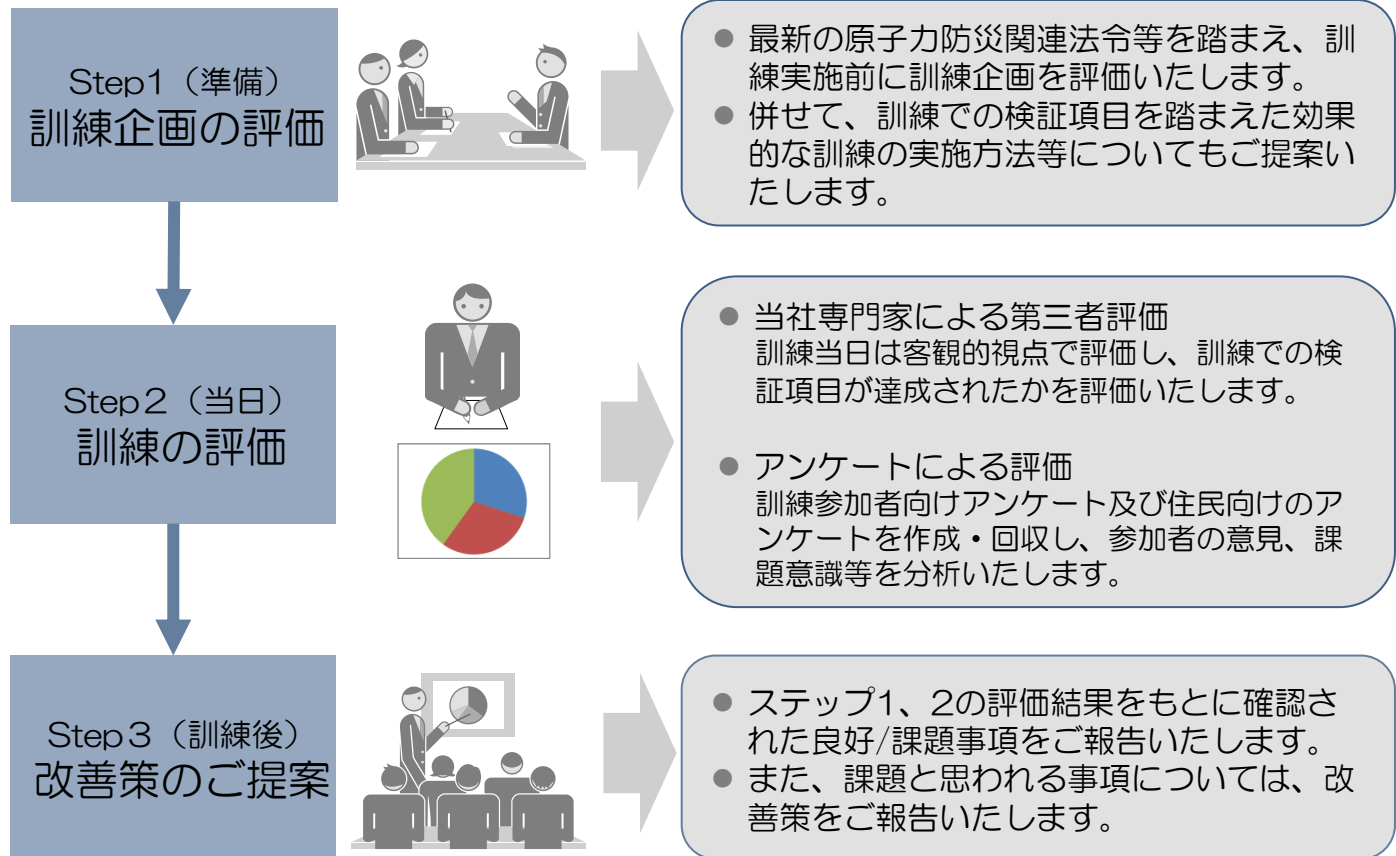 Step1（準備）
訓練企画の評価
● 最新の原子力防災関連法令等を踏まえ、訓
練実施前に訓練企画を評価いたします。
● 併せて、訓練での検証項目を踏まえた効果
的な訓練の実施方法等についてもご提案い
たします。
Step２（当日）
訓練の評価
● 当社専門家による第三者評価
訓練当日は客観的視点で評価し、訓練での検
証項目が達成されたかを評価いたします。
● アンケートによる評価
訓練参加者向けアンケート及び住民向けのア
ンケートを作成・回収し、参加者の意見、課
題意識等を分析いたします。
Step３（訓練後）
改善策のご提案
● ステップ1、2の評価結果をもとに確認さ
れた良好/課題事項をご報告いたします。
● また、課題と思われる事項については、改
善策をご報告いたします。